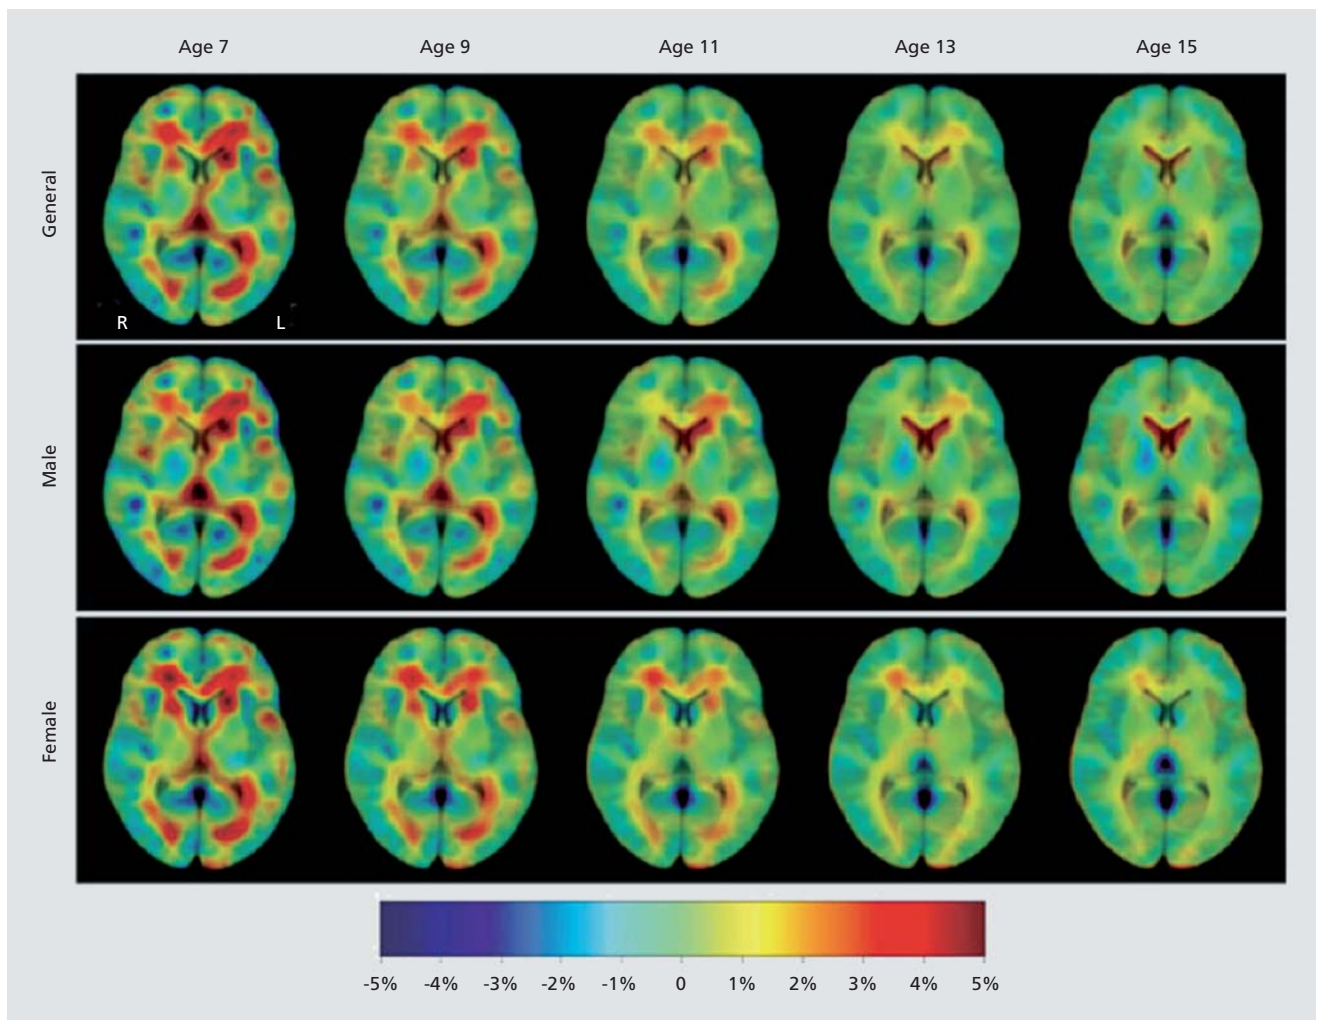 Age 7 Age 9 Age 11 Age 13 Age 15
General
R L
Male
Female
-5% -4% -3% -2% -1% 0 1% 2% 3% 4% 5%